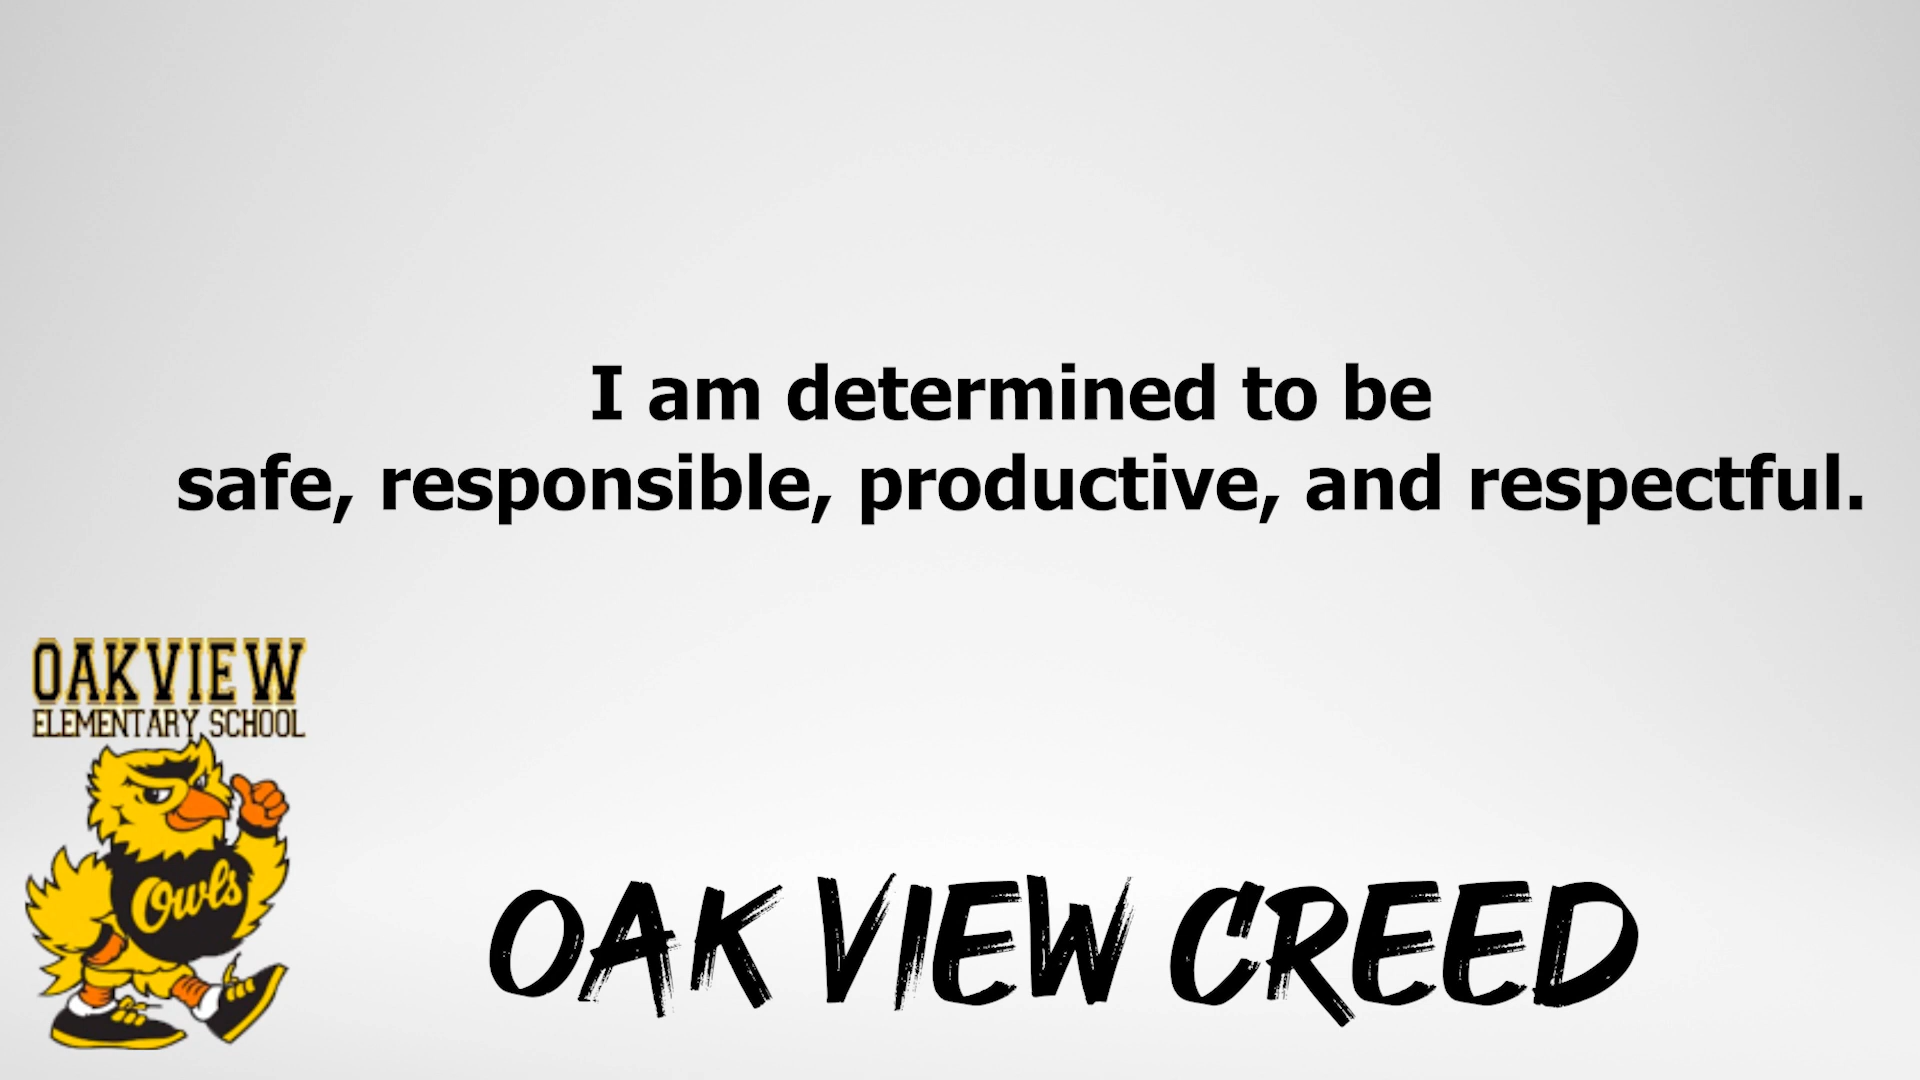 I am determined to be
safe, responsible, productive, and respectful.
OAKVIEW
ELEMENTARY SCHOOL
Owls
OAK VIEW CREED